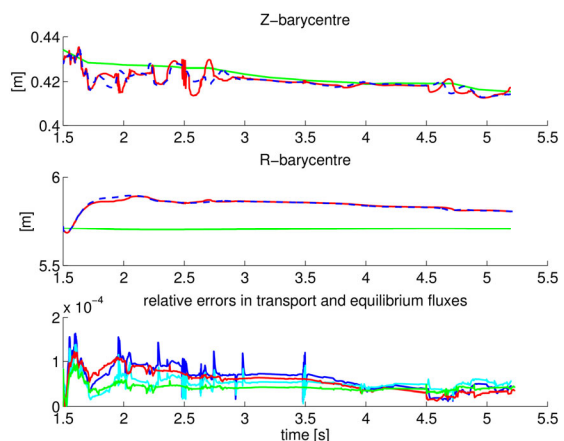 Z-barycentre
0.44
0.42
0.4
[m]
1.5 2 2.5 3 3.5 4 4.5 5 5.5
R-barycentre
6
5.5
[m]
1.5 2 2.5 3 3.5 4 4.5 5 5.5
x 10⁻⁴ relative errors in transport and equilibrium fluxes
2
1
0
1.5 2 2.5 3 3.5 4 4.5 5 5.5
time [s]